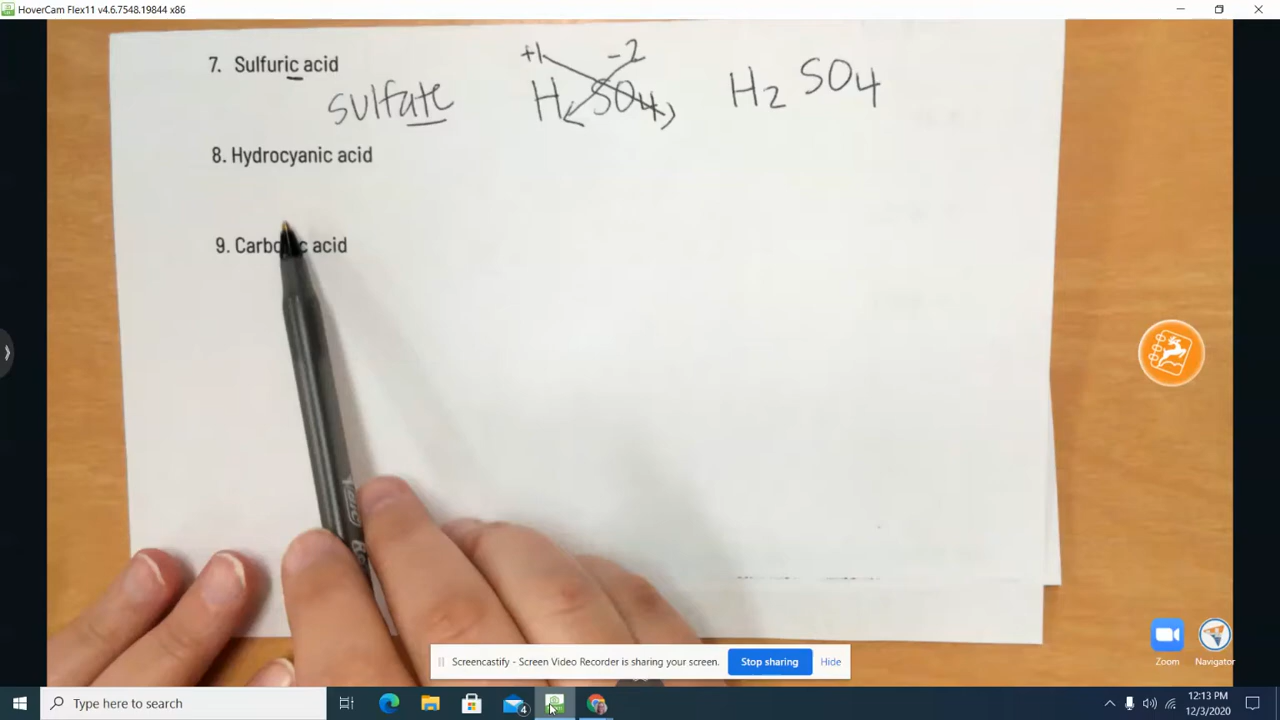 HoverCam Flex11 v4.6.7548.19844 x86
7. Sulfuric acid
+1 -2
sulfate H SO4 H2 SO4
8. Hydrocyanic acid
9. Carbonic acid
Screencastify - Screen Video Recorder is sharing your screen. Stop sharing Hide
Zoom Navigator
Type here to search
4
12:13 PM
12/3/2020